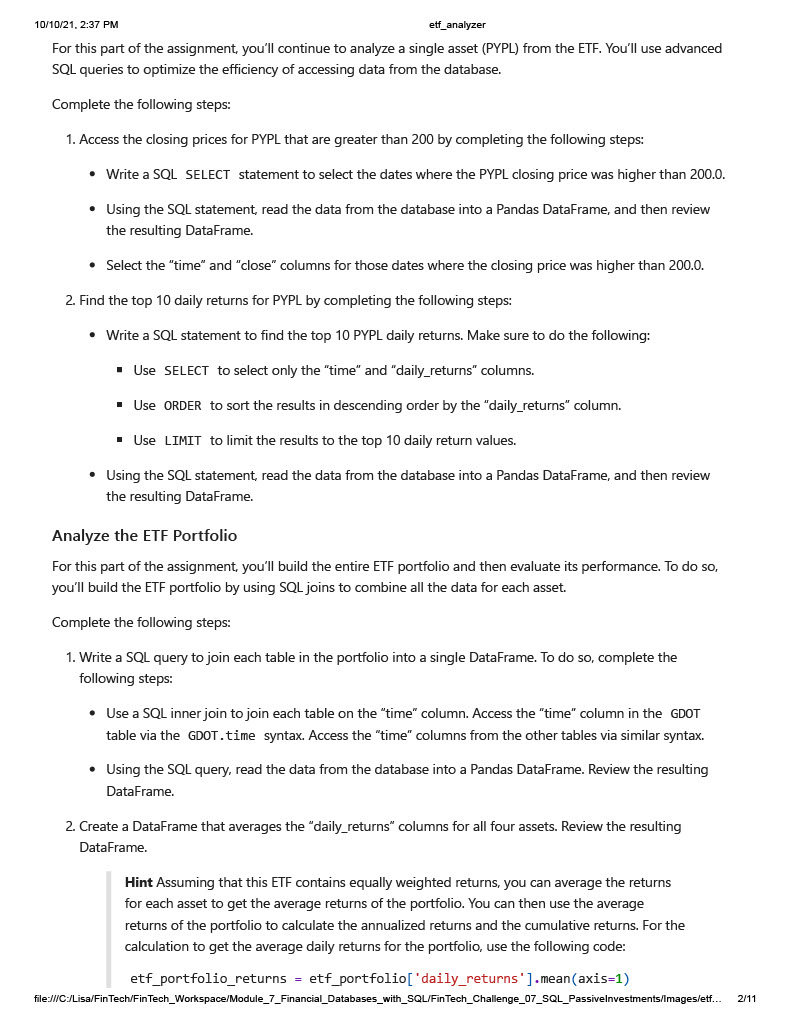 10/10/21, 2:37 PM
etf_analyzer
For this part of the assignment, you’ll continue to analyze a single asset (PYPL) from the ETF. You’ll use advanced
SQL queries to optimize the efficiency of accessing data from the database.
Complete the following steps:
1. Access the closing prices for PYPL that are greater than 200 by completing the following steps:
• Write a SQL SELECT statement to select the dates where the PYPL closing price was higher than 200.0.
• Using the SQL statement, read the data from the database into a Pandas DataFrame, and then review
the resulting DataFrame.
• Select the “time” and “close” columns for those dates where the closing price was higher than 200.0.
2. Find the top 10 daily returns for PYPL by completing the following steps:
• Write a SQL statement to find the top 10 PYPL daily returns. Make sure to do the following:
▪ Use SELECT to select only the “time” and “daily_returns” columns.
▪ Use ORDER to sort the results in descending order by the “daily_returns” column.
▪ Use LIMIT to limit the results to the top 10 daily return values.
• Using the SQL statement, read the data from the database into a Pandas DataFrame, and then review
the resulting DataFrame.
Analyze the ETF Portfolio
For this part of the assignment, you’ll build the entire ETF portfolio and then evaluate its performance. To do so,
you’ll build the ETF portfolio by using SQL joins to combine all the data for each asset.
Complete the following steps:
1. Write a SQL query to join each table in the portfolio into a single DataFrame. To do so, complete the
following steps:
• Use a SQL inner join to join each table on the “time” column. Access the “time” column in the GDOT
table via the GDOT.time syntax. Access the “time” columns from the other tables via similar syntax.
• Using the SQL query, read the data from the database into a Pandas DataFrame. Review the resulting
DataFrame.
2. Create a DataFrame that averages the “daily_returns” columns for all four assets. Review the resulting
DataFrame.
Hint Assuming that this ETF contains equally weighted returns, you can average the returns
for each asset to get the average returns of the portfolio. You can then use the average
returns of the portfolio to calculate the annualized returns and the cumulative returns. For the
calculation to get the average daily returns for the portfolio, use the following code:
etf_portfolio_returns = etf_portfolio['daily_returns'].mean(axis=1)
file:///C:/Lisa/FinTech/FinTech_Workspace/Module_7_Financial_Databases_with_SQL/FinTech_Challenge_07_SQL_PassiveInvestments/Images/etf…
2/11